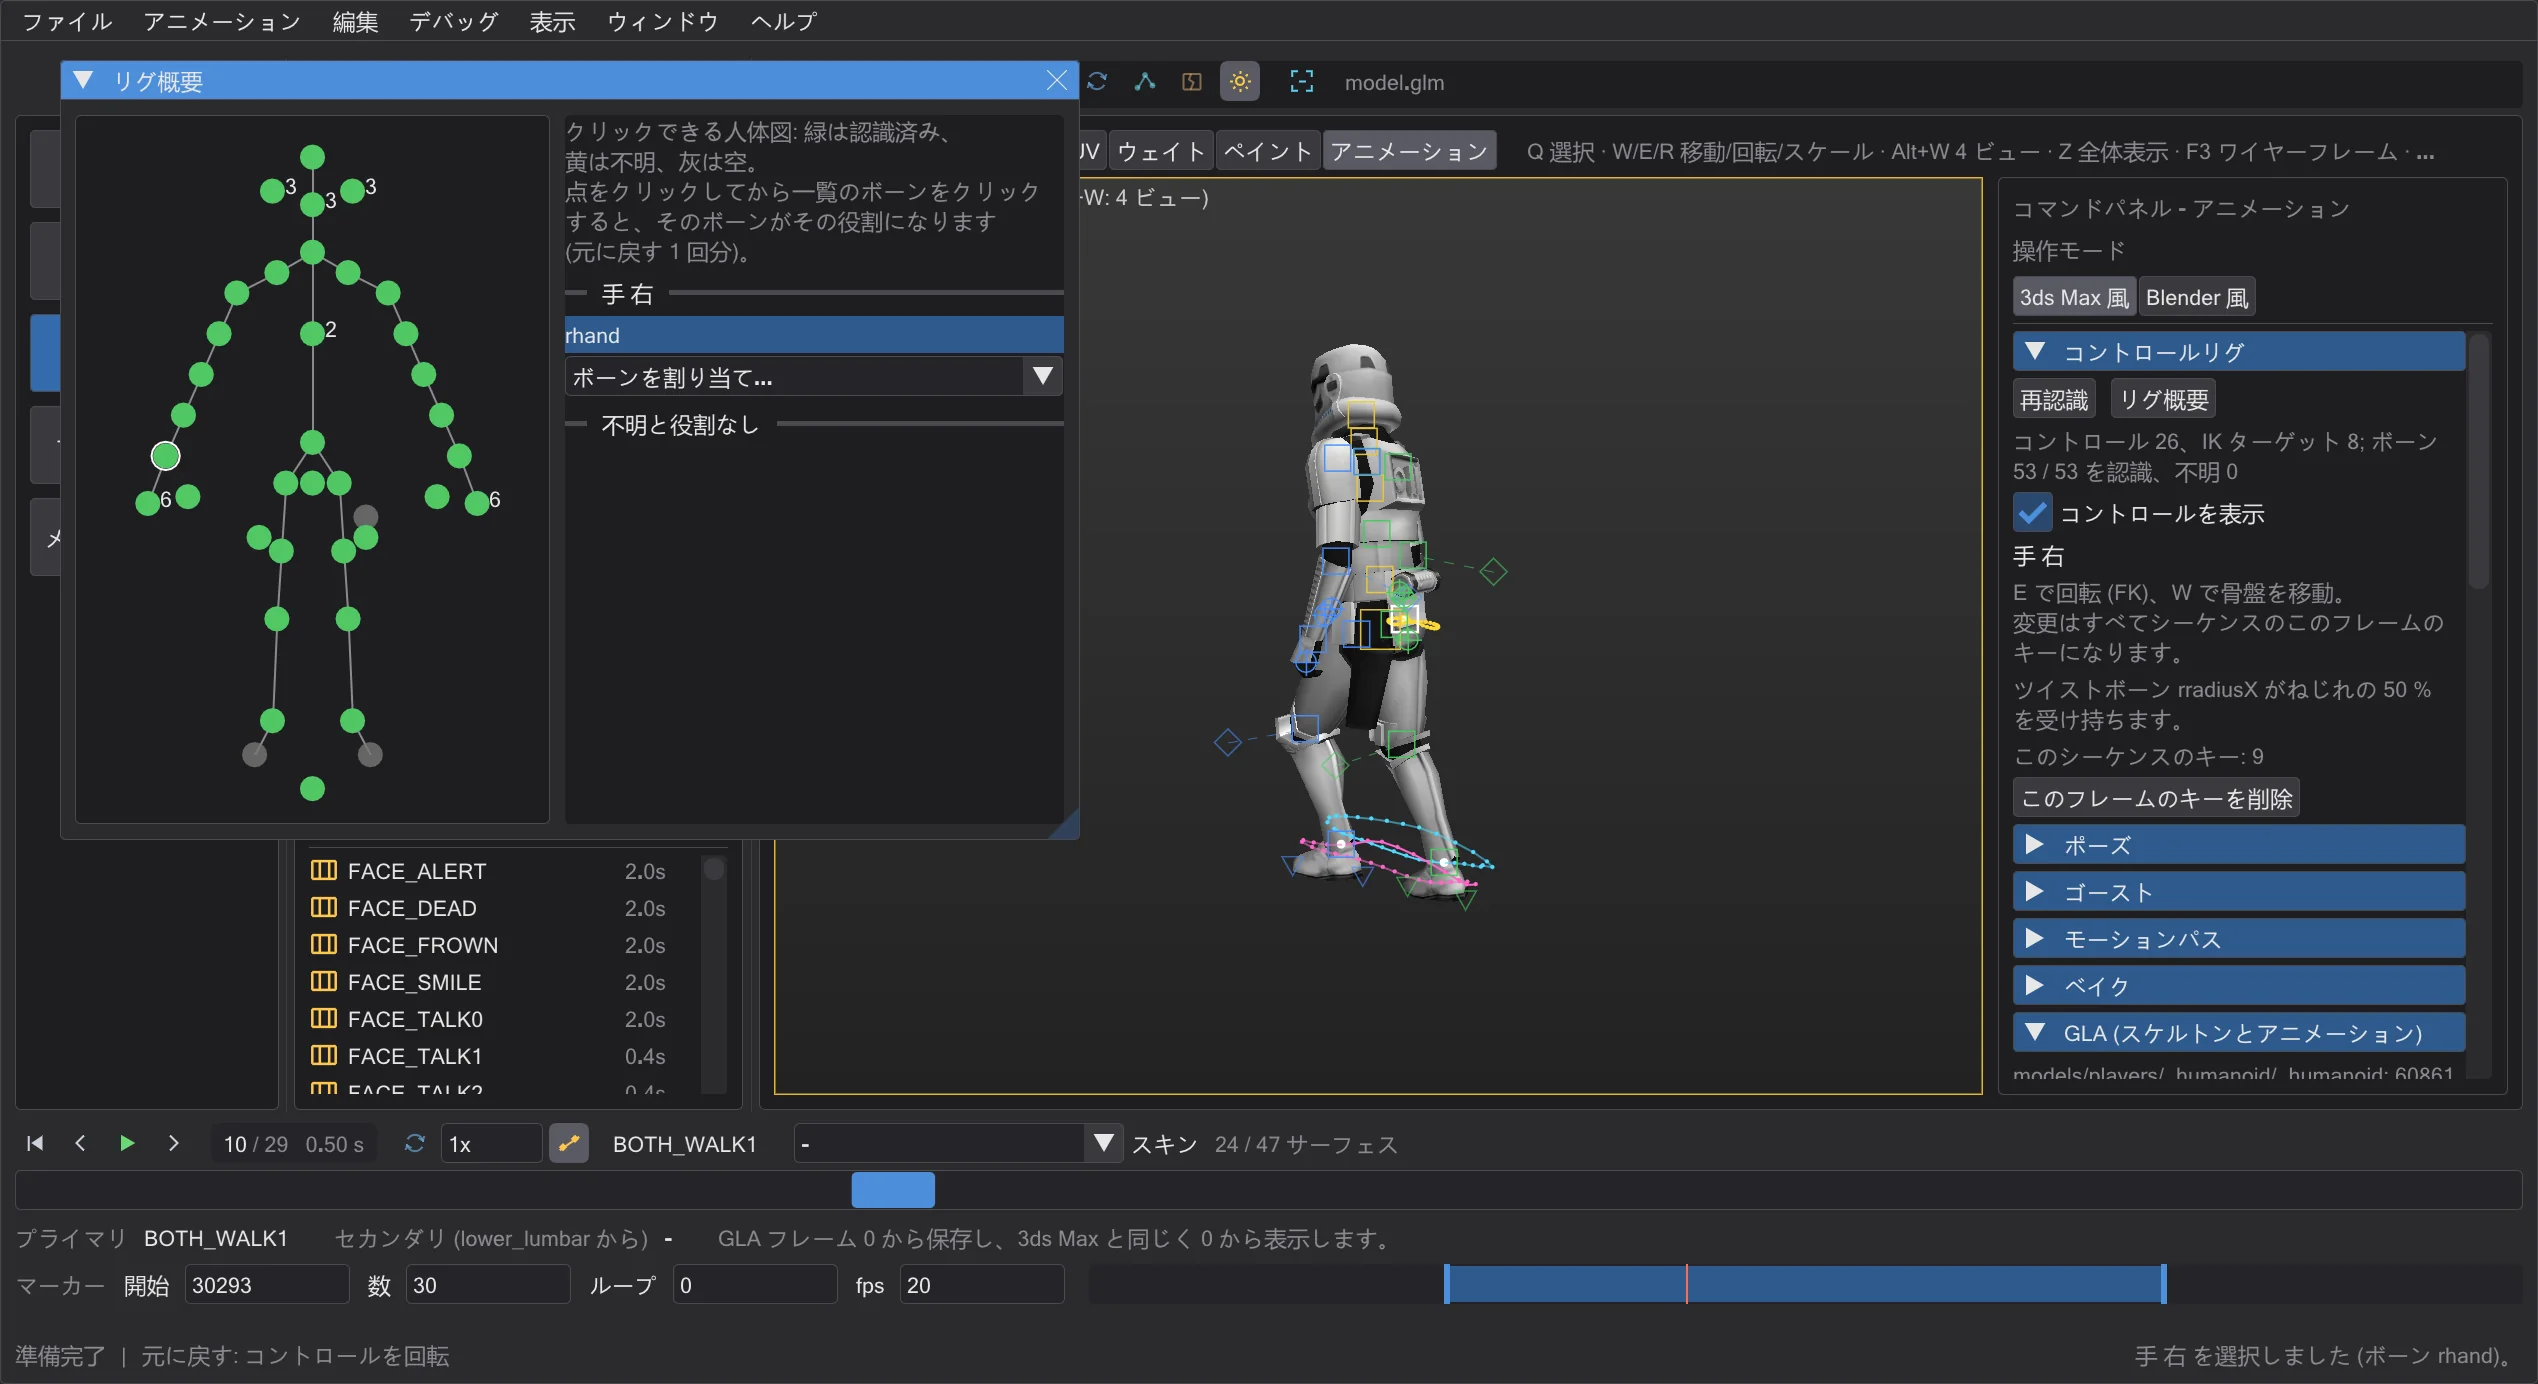 ファイル アニメーション 編集 デバッグ 表示 ウィンドウ ヘルプ
リグ概要
model.glm
クリックできる人体図: 緑は認識済み、
黄は不明、灰は空。
点をクリックしてから一覧のボーンをクリック
すると、そのボーンがその役割になります
(元に戻す 1 回分)。
手 右
rhand
ボーンを割り当て...
不明と役割なし
3
3
3
2
6
6
ウェイト ペイント アニメーション Q 選択 · W/E/R 移動/回転/スケール · Alt+W 4 ビュー · Z 全体表示 · F3 ワイヤーフレーム · ...
W: 4 ビュー)
コマンドパネル - アニメーション
操作モード
3ds Max 風 Blender 風
コントロールリグ
再認識 リグ概要
コントロール 26、IK ターゲット 8; ボーン
53 / 53 を認識、不明 0
コントロールを表示
手 右
E で回転 (FK)、W で骨盤を移動。
変更はすべてシーケンスのこのフレームの
キーになります。
ツイストボーン rradiusX がねじれの 50 %
を受け持ちます。
このシーケンスのキー: 9
このフレームのキーを削除
ポーズ
ゴースト
モーションパス
ベイク
GLA (スケルトンとアニメーション)
models/players/_humanoid/_humanoid: 60861
FACE_ALERT 2.0s
FACE_DEAD 2.0s
FACE_FROWN 2.0s
FACE_SMILE 2.0s
FACE_TALK0 2.0s
FACE_TALK1 0.4s
FACE_TALK2 0.4s
10 / 29 0.50 s 1x BOTH_WALK1 - スキン 24 / 47 サーフェス
プライマリ BOTH_WALK1 セカンダリ (lower_lumbar から) - GLA フレーム 0 から保存し、3ds Max と同じく 0 から表示します。
マーカー 開始 30293 数 30 ループ 0 fps 20
準備完了 | 元に戻す: コントロールを回転
手 右 を選択しました (ボーン rhand)。